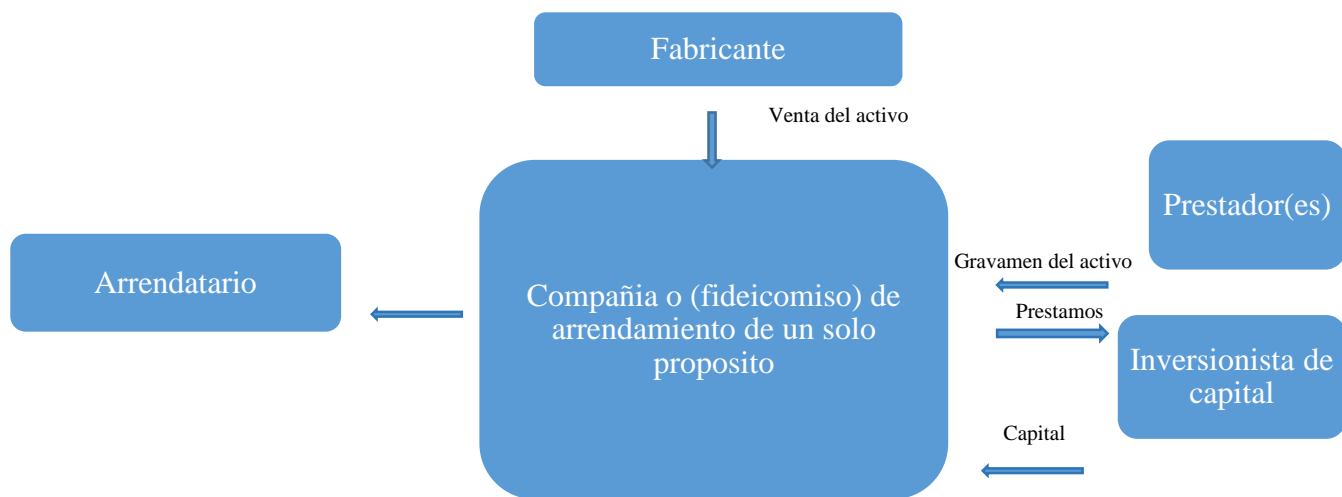 Fabricante
Venta del activo
Prestador(es)
Arrendatario
Gravamen del activo
Compañia o (fideicomiso) de
arrendamiento de un solo
proposito
Prestamos
Inversionista de
capital
Capital